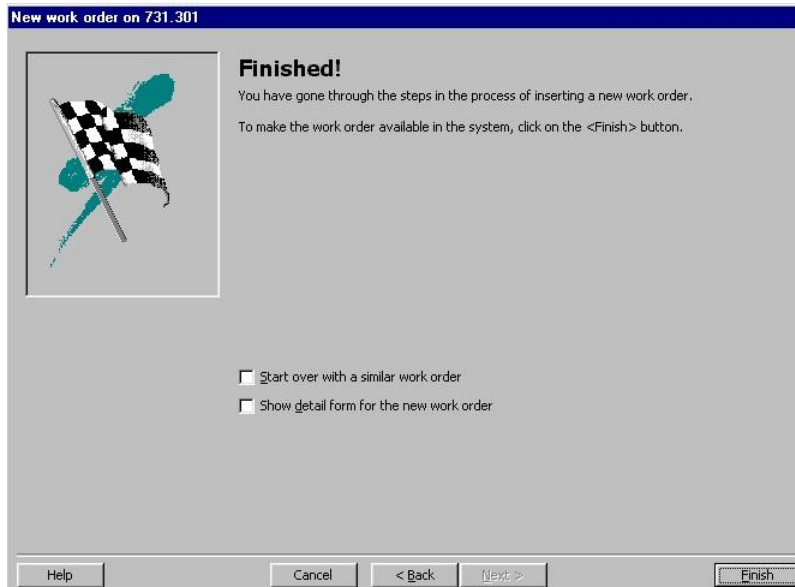 New work order on 731.301
Finished!
You have gone through the steps in the process of inserting a new work order.
To make the work order available in the system, click on the <Finish> button.
Start over with a similar work order
Show detail form for the new work order
Help
Cancel
< Back
Next >
Finish